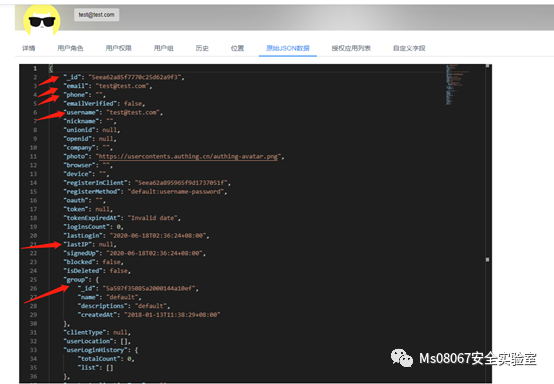 test@test.com
详情 用户角色 用户权限 用户组 历史 位置 原始JSON数据 授权应用列表 自定义字段
1 {
2 "_id": "5eea62a85f7770c25d62a9f3",
3 "email": "test@test.com",
4 "phone": "",
5 "emailVerified": false,
6 "username": "test@test.com",
7 "nickname": "",
8 "unionid": null,
9 "openid": null,
10 "company": "",
11 "photo": "https://usercontents.authing.cn/authing-avatar.png",
12 "browser": "",
13 "device": "",
14 "registerInClient": "5eea62a895965f9d1737051f",
15 "registerMethod": "default:username-password",
16 "oauth": "",
17 "token": null,
18 "tokenExpiredAt": "Invalid date",
19 "loginsCount": 0,
20 "lastLogin": "2020-06-18T02:36:24+08:00",
21 "lastIP": null,
22 "signedUp": "2020-06-18T02:36:24+08:00",
23 "blocked": false,
24 "isDeleted": false,
25 "group": {
26 "_id": "5a597f35085a2000144a10ef",
27 "name": "default",
28 "descriptions": "default",
29 "createdAt": "2018-01-13T11:38:29+08:00"
30 },
31 "clientType": null,
32 "userLocation": [],
33 "userLoginHistory": {
34 "totalCount": 0,
35 "list": []
36 },
Ms08067安全实验室